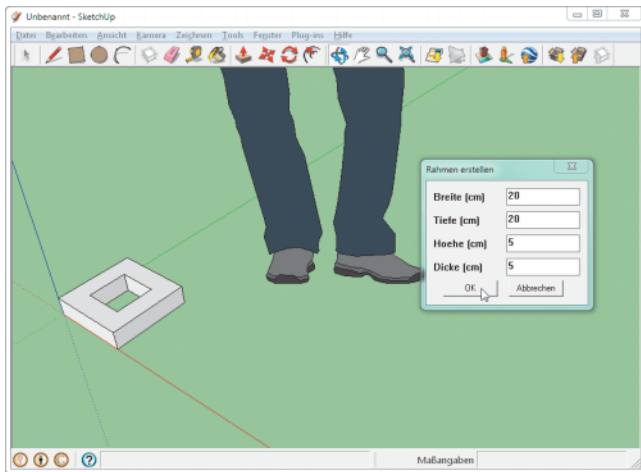 Unbenannt - SketchUp
Datei Bearbeiten Ansicht Kamera Zeichnen Tools Fenster Plug-ins Hilfe
Rahmen erstellen
Breite (cm) 20
Tiefe (cm) 20
Hoehe (cm) 5
Dicke (cm) 5
OK Abbrechen
Maßangaben